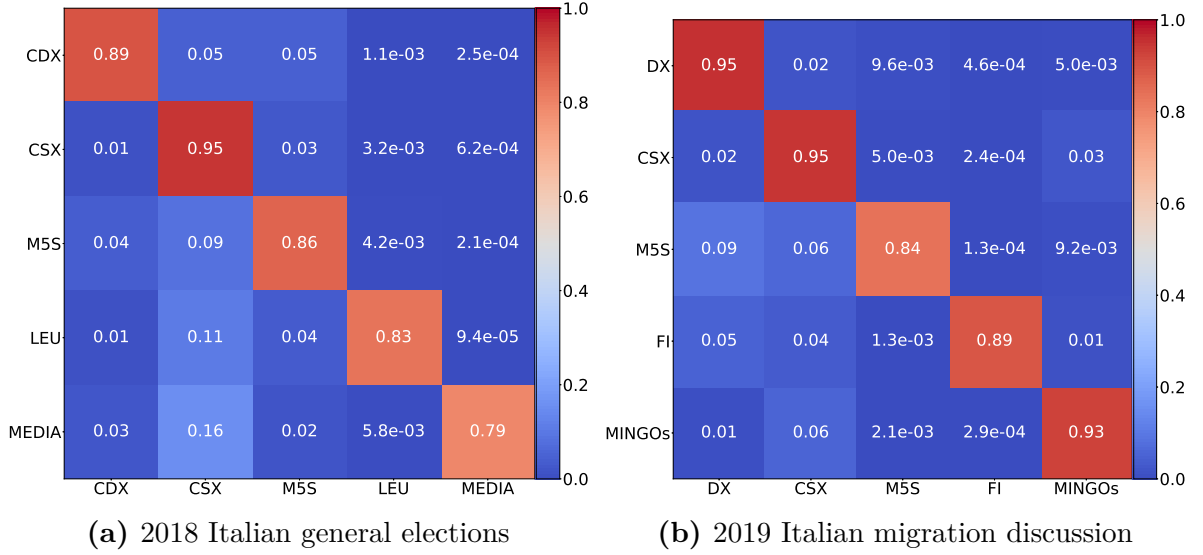 CDX 0.89 0.05 0.05 1.1e-03 2.5e-04
CSX 0.01 0.95 0.03 3.2e-03 6.2e-04
M5S 0.04 0.09 0.86 4.2e-03 2.1e-04
LEU 0.01 0.11 0.04 0.83 9.4e-05
MEDIA 0.03 0.16 0.02 5.8e-03 0.79
CDX CSX M5S LEU MEDIA
1.0
0.8
0.6
0.4
0.2
0.0
(a) 2018 Italian general elections
DX 0.95 0.02 9.6e-03 4.6e-04 5.0e-03
CSX 0.02 0.95 5.0e-03 2.4e-04 0.03
M5S 0.09 0.06 0.84 1.3e-04 9.2e-03
FI 0.05 0.04 1.3e-03 0.89 0.01
MINGOs 0.01 0.06 2.1e-03 2.9e-04 0.93
DX CSX M5S FI MINGOs
1.0
0.8
0.6
0.4
0.2
0.0
(b) 2019 Italian migration discussion